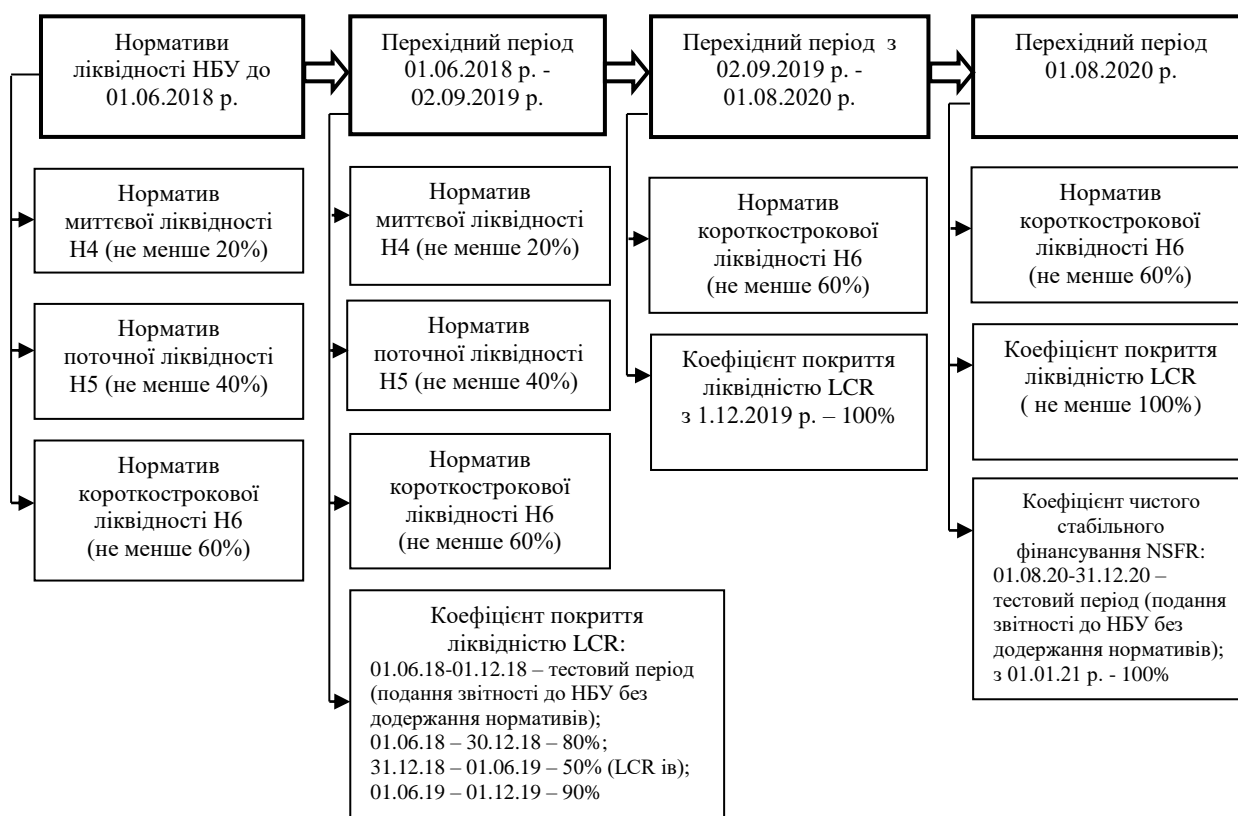 Нормативи
ліквідності НБУ до
01.06.2018 р.
Перехідний період
01.06.2018 р. -
02.09.2019 р.
Перехідний період з
02.09.2019 р. -
01.08.2020 р.
Перехідний період
01.08.2020 р.
Норматив
миттєвої ліквідності
Н4 (не менше 20%)
Норматив
поточної ліквідності
Н5 (не менше 40%)
Норматив
короткострокової
ліквідності Н6
(не менше 60%)
Норматив
миттєвої ліквідності
Н4 (не менше 20%)
Норматив
поточної ліквідності
Н5 (не менше 40%)
Норматив
короткострокової
ліквідності Н6
(не менше 60%)
Коефіцієнт покриття
ліквідністю LCR:
01.06.18-01.12.18 – тестовий період
(подання звітності до НБУ без
додержання нормативів);
01.06.18 – 30.12.18 – 80%;
31.12.18 – 01.06.19 – 50% (LCR ів);
01.06.19 – 01.12.19 – 90%
Норматив
короткострокової
ліквідності Н6
(не менше 60%)
Коефіцієнт покриття
ліквідністю LCR
з 1.12.2019 р. – 100%
Норматив
короткострокової
ліквідності Н6
(не менше 60%)
Коефіцієнт покриття
ліквідністю LCR
( не менше 100%)
Коефіцієнт чистого
стабільного
фінансування NSFR:
01.08.20-31.12.20 –
тестовий період (подання
звітності до НБУ без
додержання нормативів);
з 01.01.21 р. - 100%